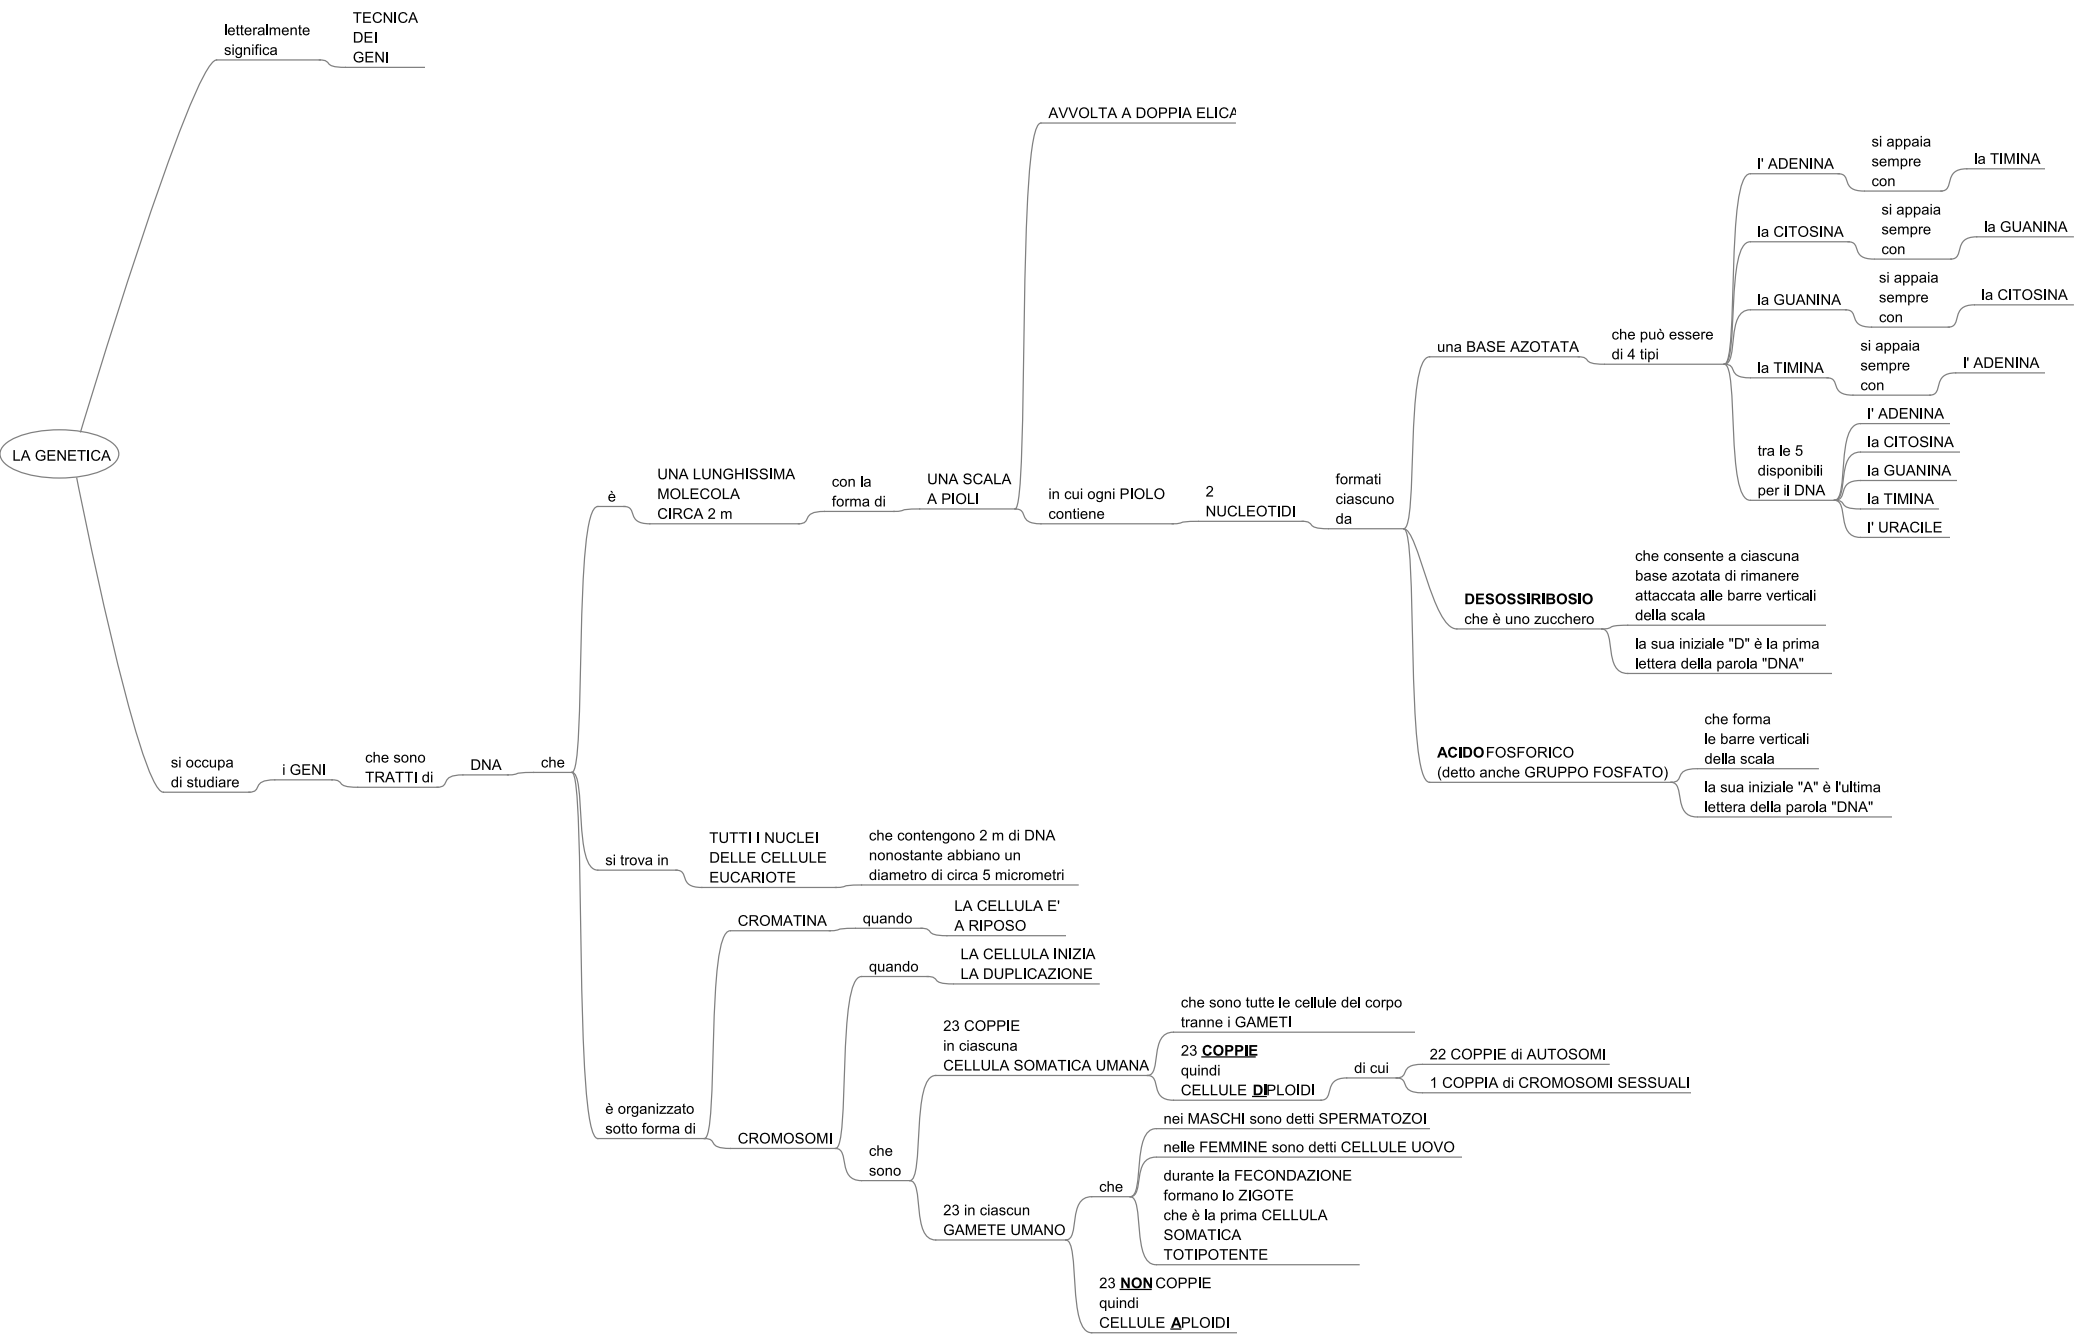 LA GENETICA
letteralmente
significa
TECNICA
DEI
GENI
si occupa
di studiare
i GENI
che sono
TRATTI di
DNA
che
è
UNA LUNGHISSIMA
MOLECOLA
CIRCA 2 m
con la
forma di
UNA SCALA
A PIOLI
AVVOLTA A DOPPIA ELICA
in cui ogni PIOLO
contiene
2
NUCLEOTIDI
formati
ciascuno
da
una BASE AZOTATA
che può essere
di 4 tipi
l' ADENINA
si appaia
sempre
con
la TIMINA
la CITOSINA
si appaia
sempre
con
la GUANINA
la GUANINA
si appaia
sempre
con
la CITOSINA
la TIMINA
si appaia
sempre
con
l' ADENINA
tra le 5
disponibili
per il DNA
l' ADENINA
la CITOSINA
la GUANINA
la TIMINA
l' URACILE
DESOSSIRIBOSIO
che è uno zucchero
che consente a ciascuna
base azotata di rimanere
attaccata alle barre verticali
della scala
la sua iniziale "D" è la prima
lettera della parola "DNA"
ACIDO FOSFORICO
(detto anche GRUPPO FOSFATO)
che forma
le barre verticali
della scala
la sua iniziale "A" è l'ultima
lettera della parola "DNA"
si trova in
TUTTI I NUCLEI
DELLE CELLULE
EUCARIOTE
che contengono 2 m di DNA
nonostante abbiano un
diametro di circa 5 micrometri
è organizzato
sotto forma di
CROMATINA
quando
LA CELLULA E'
A RIPOSO
CROMOSOMI
quando
LA CELLULA INIZIA
LA DUPLICAZIONE
che
sono
23 COPPIE
in ciascuna
CELLULA SOMATICA UMANA
che sono tutte le cellule del corpo
tranne i GAMETI
23 COPPIE
quindi
CELLULE DIPLOIDI
di cui
22 COPPIE di AUTOSOMI
1 COPPIA di CROMOSOMI SESSUALI
23 in ciascun
GAMETE UMANO
che
nei MASCHI sono detti SPERMATOZOI
nelle FEMMINE sono detti CELLULE UOVO
durante la FECONDAZIONE
formano lo ZIGOTE
che è la prima CELLULA
SOMATICA
TOTIPOTENTE
23 NON COPPIE
quindi
CELLULE APLOIDI